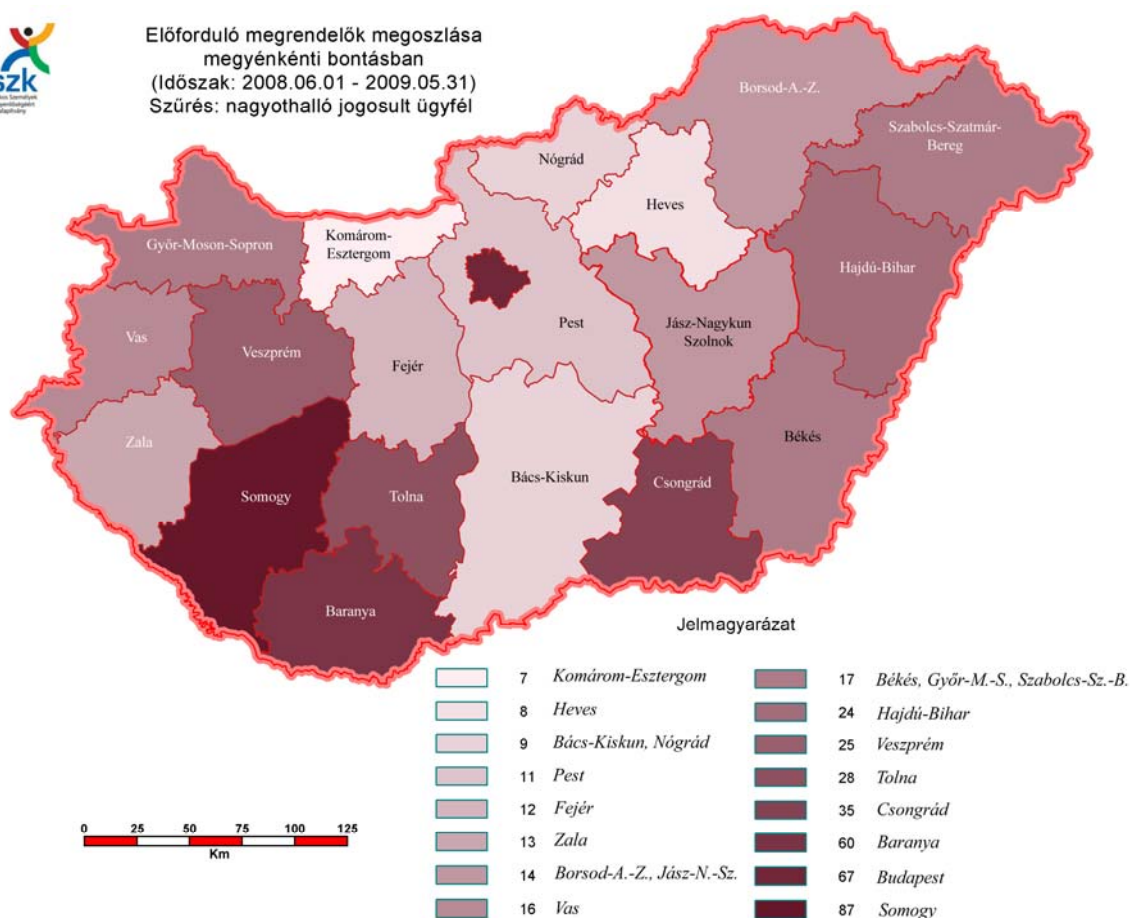 szk
Előforduló megrendelők megoszlása
megyénkénti bontásban
(Időszak: 2008.06.01 - 2009.05.31)
Szűrés: nagyothalló jogosult ügyfél
Borsod-A.-Z.
Szabolcs-Szatmár-
Bereg
Nógrád
Heves
Komárom-
Esztergom
Győr-Moson-Sopron
Hajdú-Bihar
Pest
Jász-Nagykun
Szolnok
Vas
Veszprém
Fejér
Zala
Békés
Bács-Kiskun
Csongrád
Somogy
Tolna
Baranya
Jelmagyarázat
7 Komárom-Esztergom
8 Heves
9 Bács-Kiskun, Nógrád
11 Pest
12 Fejér
13 Zala
14 Borsod-A.-Z., Jász-N.-Sz.
16 Vas
17 Békés, Győr-M.-S., Szabolcs-Sz.-B.
24 Hajdú-Bihar
25 Veszprém
28 Tolna
35 Csongrád
60 Baranya
67 Budapest
87 Somogy
0 25 50 75 100 125
Km